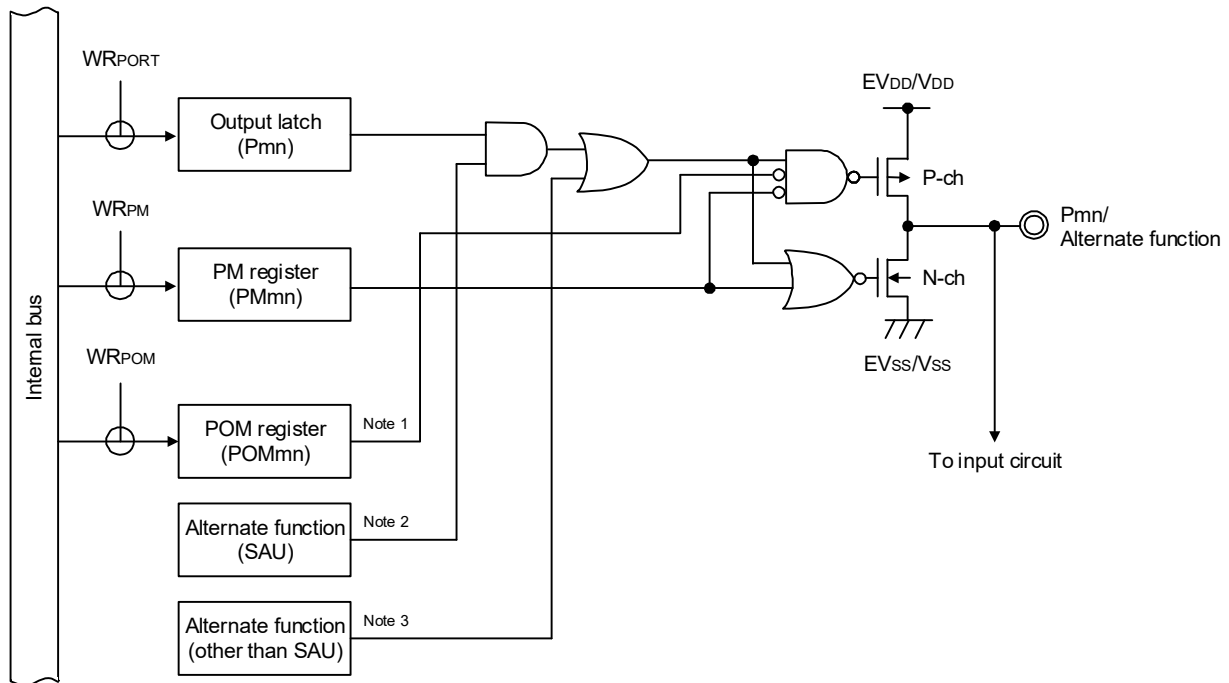 WRPORT
Output latch
(Pmn)
WRPM
PM register
(PMmn)
WRPOM
POM register
(POMmn)
Note 1
Alternate function
(SAU)
Note 2
Alternate function
(other than SAU)
Note 3
Internal bus
EVDD/VDD
P-ch
Pmn/
Alternate function
N-ch
EVSS/VSS
To input circuit